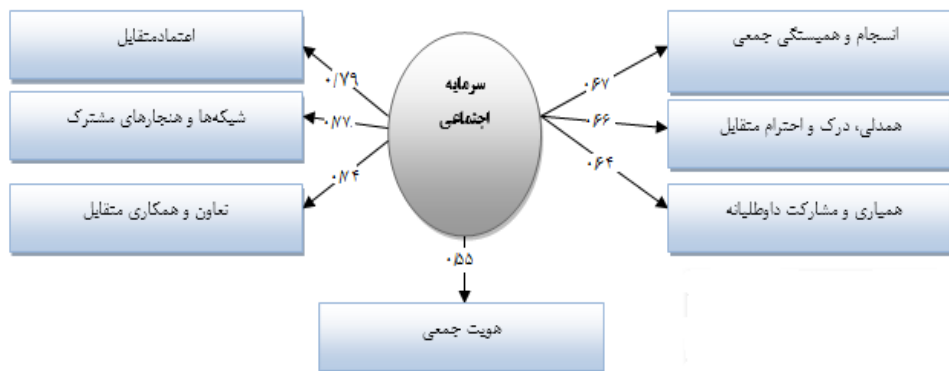 انسجام و همبستگی جمعی
اعتمادمتقابل
سرمایه
اجتماعی
۰/۷۹
۰/۶۷
شبکه‌ها و هنجارهای مشترک
۰/۷۷
۰/۶۶
همدلی، درک و احترام متقابل
۰/۷۴
۰/۶۴
تعاون و همکاری متقابل
همیاری و مشارکت داوطلبانه
۰/۵۵
هویت جمعی